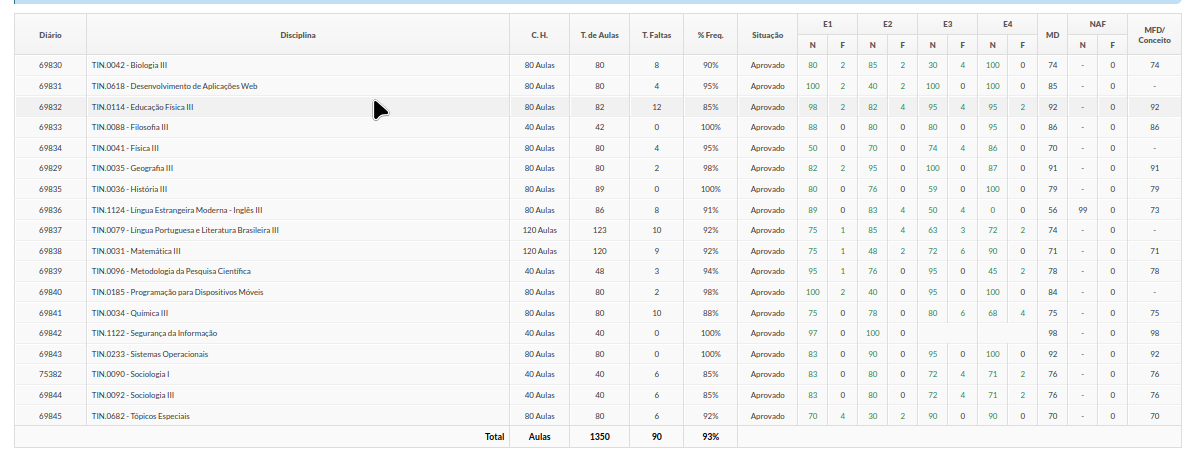 Diário Disciplina C. H. T. de Aulas T. Faltas % Freq. Situação E1 E2 E3 E4 MD NAF MFD/ Conceito
N F N F N F N F N F
69830 TIN.0042 - Biologia III 80 Aulas 80 8 90% Aprovado 80 2 85 2 30 4 100 0 74 - 0 74
69831 TIN.0618 - Desenvolvimento de Aplicações Web 80 Aulas 80 4 95% Aprovado 100 2 40 2 100 0 100 0 85 - 0 -
69832 TIN.0114 - Educação Física III 80 Aulas 82 12 85% Aprovado 98 2 82 4 95 4 95 2 92 - 0 92
69833 TIN.0088 - Filosofia III 40 Aulas 42 0 100% Aprovado 88 0 80 0 80 0 95 0 86 - 0 86
69834 TIN.0041 - Física III 80 Aulas 80 4 95% Aprovado 50 0 70 0 74 4 86 0 70 - 0 -
69829 TIN.0035 - Geografia III 80 Aulas 80 2 98% Aprovado 82 2 95 0 100 0 87 0 91 - 0 91
69835 TIN.0036 - História III 80 Aulas 89 0 100% Aprovado 80 0 76 0 59 0 100 0 79 - 0 79
69836 TIN.1124 - Língua Estrangeira Moderna - Inglês III 80 Aulas 86 8 91% Aprovado 89 0 83 4 50 4 0 0 56 99 0 73
69837 TIN.0079 - Língua Portuguesa e Literatura Brasileira III 120 Aulas 123 10 92% Aprovado 75 1 85 4 63 3 72 2 74 - 0 -
69838 TIN.0031 - Matemática III 120 Aulas 120 9 92% Aprovado 75 1 48 2 72 6 90 0 71 - 0 71
69839 TIN.0096 - Metodologia da Pesquisa Científica 40 Aulas 48 3 94% Aprovado 95 1 76 0 95 0 45 2 78 - 0 78
69840 TIN.0185 - Programação para Dispositivos Móveis 80 Aulas 80 2 98% Aprovado 100 2 40 0 95 0 100 0 84 - 0 -
69841 TIN.0034 - Química III 80 Aulas 80 10 88% Aprovado 75 0 78 0 80 6 68 4 75 - 0 75
69842 TIN.1122 - Segurança da Informação 40 Aulas 40 0 100% Aprovado 97 0 100 0 98 - 0 98
69843 TIN.0233 - Sistemas Operacionais 80 Aulas 80 0 100% Aprovado 83 0 90 0 95 0 100 0 92 - 0 92
75382 TIN.0090 - Sociologia I 40 Aulas 40 6 85% Aprovado 83 0 80 0 72 4 71 2 76 - 0 76
69844 TIN.0092 - Sociologia III 40 Aulas 40 6 85% Aprovado 83 0 80 0 72 4 71 2 76 - 0 76
69845 TIN.0682 - Tópicos Especiais 80 Aulas 80 6 92% Aprovado 70 4 30 2 90 0 90 0 70 - 0 70
Total Aulas 1350 90 93%